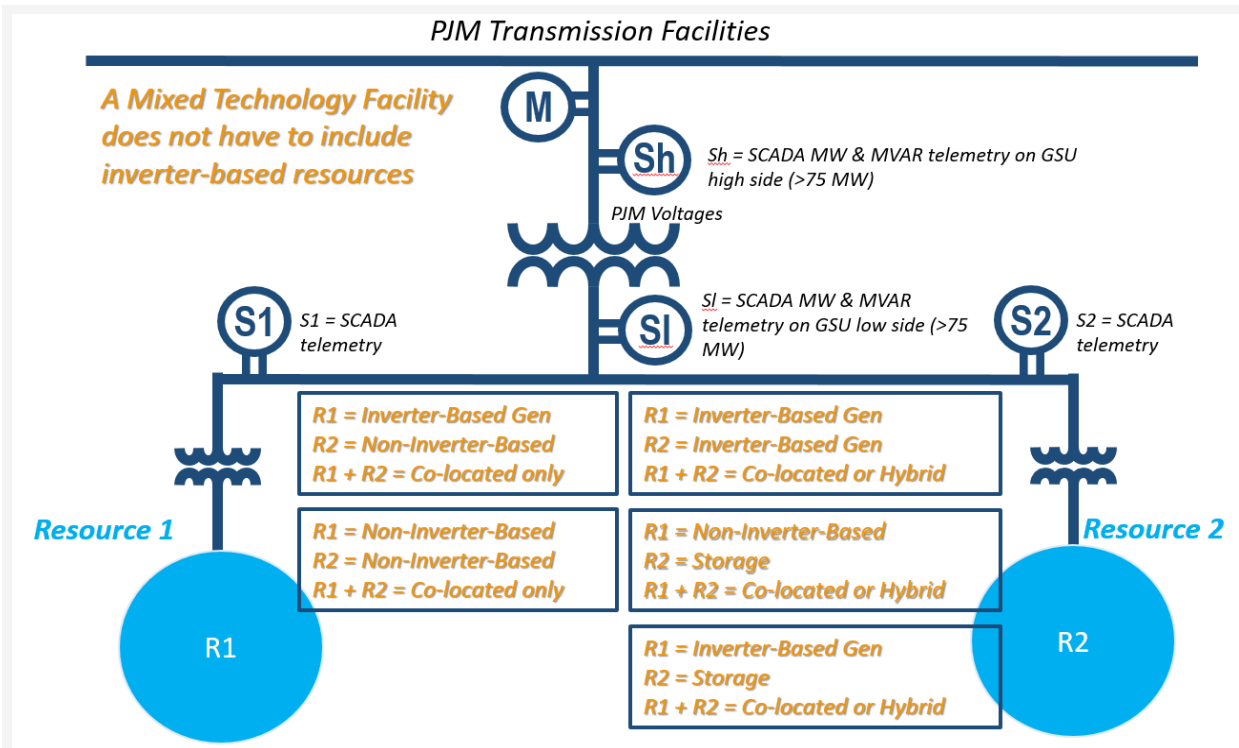 PJM Transmission Facilities
A Mixed Technology Facility
does not have to include
inverter-based resources
M
Sh
Sh = SCADA MW & MVAR telemetry on GSU
high side (>75 MW)
PJM Voltages
S1
S1 = SCADA
telemetry
Sl
Sl = SCADA MW & MVAR
telemetry on GSU low side (>75
MW)
S2
S2 = SCADA
telemetry
R1 = Inverter-Based Gen
R2 = Non-Inverter-Based
R1 + R2 = Co-located only
R1 = Inverter-Based Gen
R2 = Inverter-Based Gen
R1 + R2 = Co-located or Hybrid
Resource 1
R1 = Non-Inverter-Based
R2 = Non-Inverter-Based
R1 + R2 = Co-located only
R1 = Non-Inverter-Based
R2 = Storage
R1 + R2 = Co-located or Hybrid
Resource 2
R1
R1 = Inverter-Based Gen
R2 = Storage
R1 + R2 = Co-located or Hybrid
R2